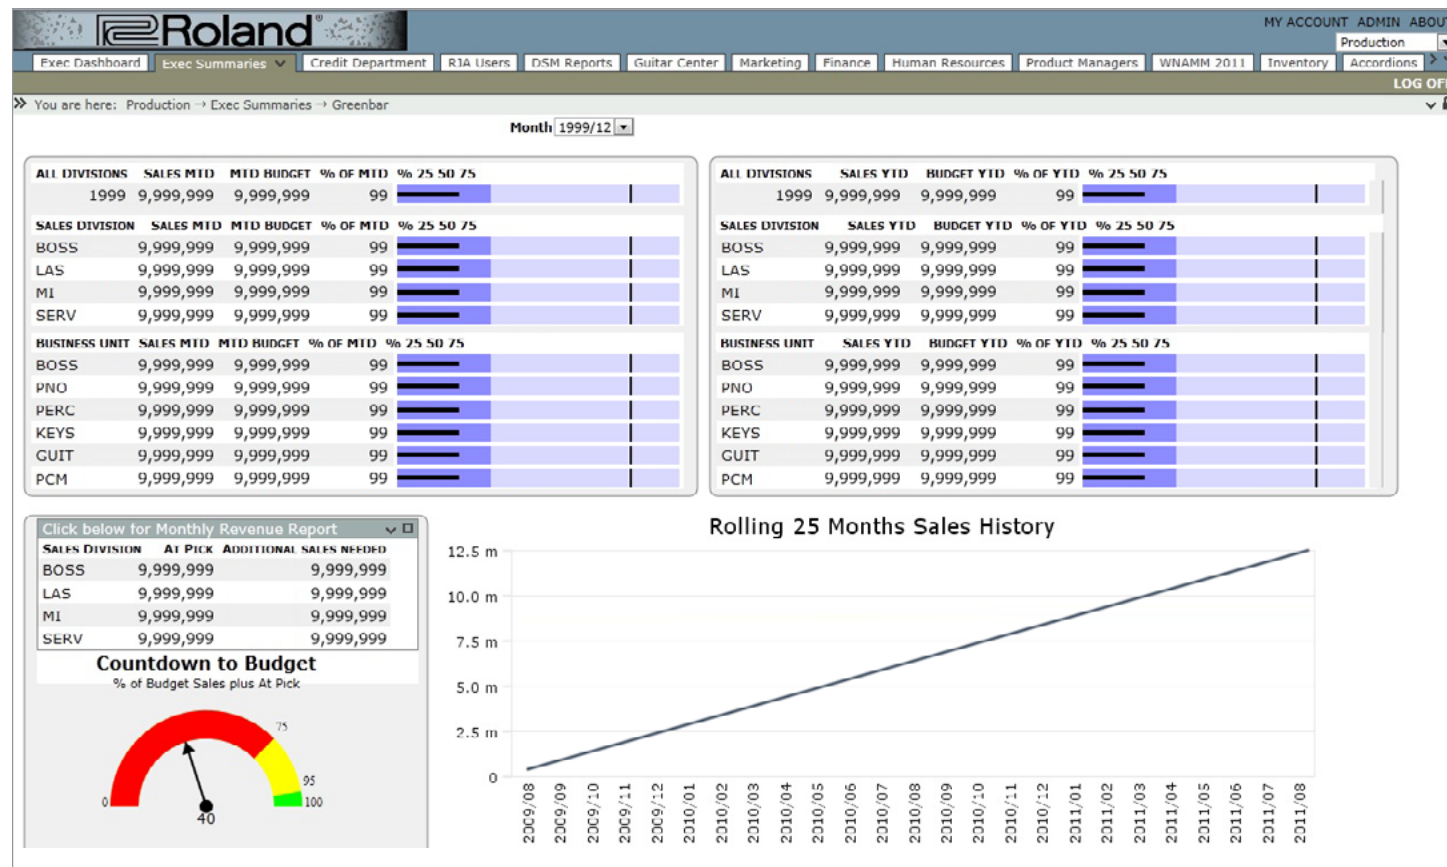 Roland®
MY ACCOUNT ADMIN ABOUT
Production
Exec Dashboard Exec Summaries Credit Department RJA Users DSM Reports Guitar Center Marketing Finance Human Resources Product Managers WNAMM 2011 Inventory Accordions
LOG OFF
You are here: Production → Exec Summaries → Greenbar
Month 1999/12
ALL DIVISIONS SALES MTD MTD BUDGET % OF MTD % 25 50 75
1999 9,999,999 9,999,999 99
SALES DIVISION SALES MTD MTD BUDGET % OF MTD % 25 50 75
BOSS 9,999,999 9,999,999 99
LAS 9,999,999 9,999,999 99
MI 9,999,999 9,999,999 99
SERV 9,999,999 9,999,999 99
BUSINESS UNIT SALES MTD MTD BUDGET % OF MTD % 25 50 75
BOSS 9,999,999 9,999,999 99
PNO 9,999,999 9,999,999 99
PERC 9,999,999 9,999,999 99
KEYS 9,999,999 9,999,999 99
GUIT 9,999,999 9,999,999 99
PCM 9,999,999 9,999,999 99
ALL DIVISIONS SALES YTD BUDGET YTD % OF YTD % 25 50 75
1999 9,999,999 9,999,999 99
SALES DIVISION SALES YTD BUDGET YTD % OF YTD % 25 50 75
BOSS 9,999,999 9,999,999 99
LAS 9,999,999 9,999,999 99
MI 9,999,999 9,999,999 99
SERV 9,999,999 9,999,999 99
BUSINESS UNIT SALES YTD BUDGET YTD % OF YTD % 25 50 75
BOSS 9,999,999 9,999,999 99
PNO 9,999,999 9,999,999 99
PERC 9,999,999 9,999,999 99
KEYS 9,999,999 9,999,999 99
GUIT 9,999,999 9,999,999 99
PCM 9,999,999 9,999,999 99
Click below for Monthly Revenue Report
SALES DIVISION AT PICK ADDITIONAL SALES NEEDED
BOSS 9,999,999 9,999,999
LAS 9,999,999 9,999,999
MI 9,999,999 9,999,999
SERV 9,999,999 9,999,999
Countdown to Budget
% of Budget Sales plus At Pick
75
95
0
100
40
Rolling 25 Months Sales History
12.5 m
10.0 m
7.5 m
5.0 m
2.5 m
0
2009/08
2009/09
2009/10
2009/11
2009/12
2010/01
2010/02
2010/03
2010/04
2010/05
2010/06
2010/07
2010/08
2010/09
2010/10
2010/11
2010/12
2011/01
2011/02
2011/03
2011/04
2011/05
2011/06
2011/07
2011/08